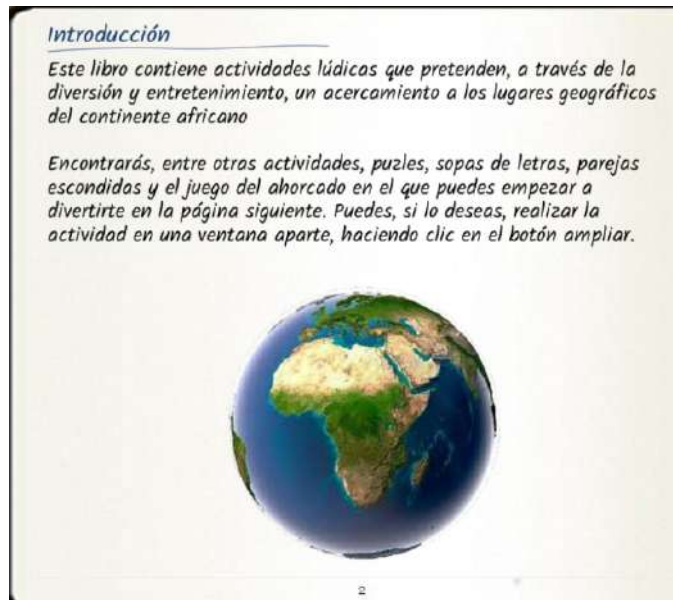 Introducción
Este libro contiene actividades lúdicas que pretenden, a través de la
diversión y entretenimiento, un acercamiento a los lugares geográficos
del continente africano
Encontrarás, entre otras actividades, puzles, sopas de letras, parejas
escondidas y el juego del ahorcado en el que puedes empezar a
divertirte en la página siguiente. Puedes, si lo deseas, realizar la
actividad en una ventana aparte, haciendo clic en el botón ampliar.
2